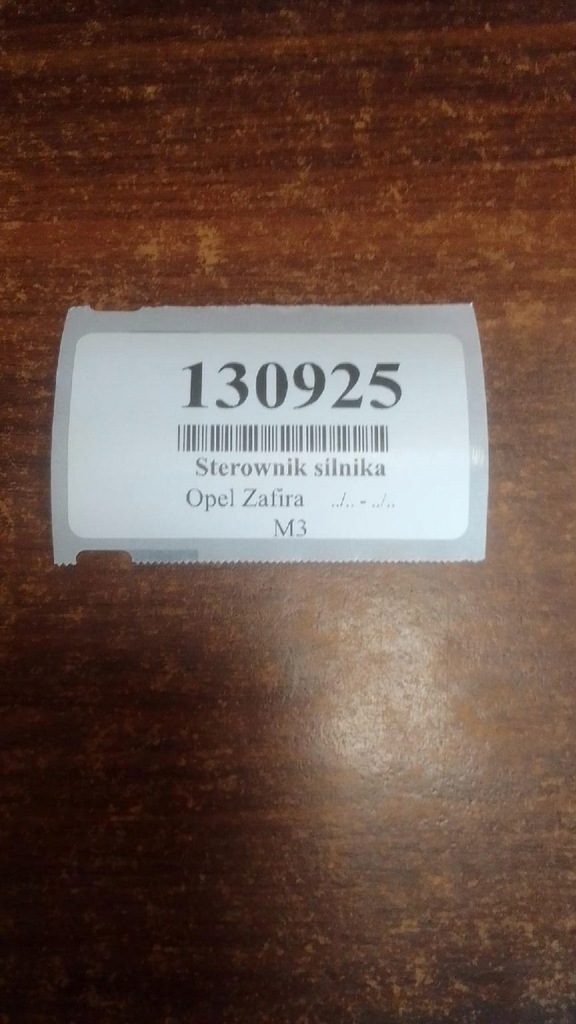 130925
Sterownik silnika
Opel Zafira ../.. - ../..
M3